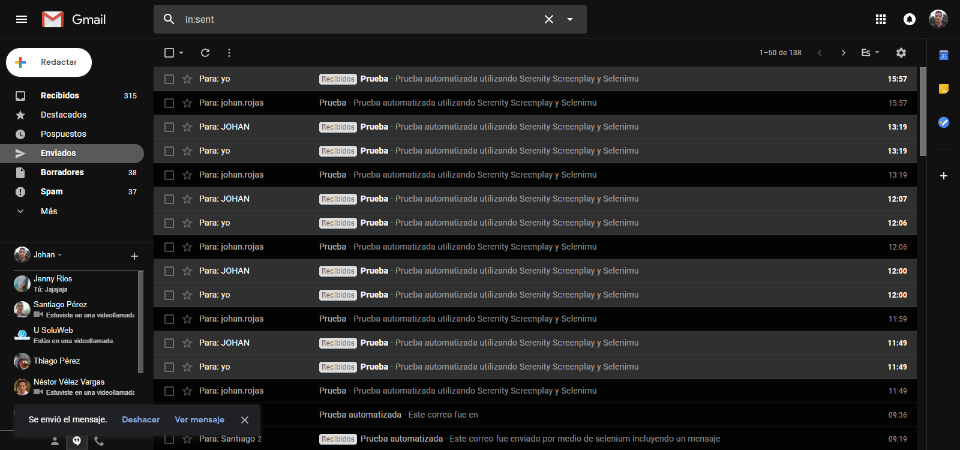 Gmail
in:sent
Redactar
1–50 de 138
Es
Recibidos 315
Destacados
Pospuestos
Enviados
Borradores 38
Spam 37
Más
Johan
Jenny Ríos
Tú: Jajajaja
Santiago Pérez
Estuviste en una videollamada
U SoluWeb
Estás en una videollamada.
Thiago Pérez
Néstor Vélez Vargas
Estuviste en una videollamada
Para: yo Recibidos Prueba - Prueba automatizada utilizando Serenity Screenplay y Selenimu 15:57
Para: johan.rojas Prueba - Prueba automatizada utilizando Serenity Screenplay y Selenimu 15:57
Para: JOHAN Recibidos Prueba - Prueba automatizada utilizando Serenity Screenplay y Selenimu 13:19
Para: yo Recibidos Prueba - Prueba automatizada utilizando Serenity Screenplay y Selenimu 13:19
Para: johan.rojas Prueba - Prueba automatizada utilizando Serenity Screenplay y Selenimu 13:19
Para: JOHAN Recibidos Prueba - Prueba automatizada utilizando Serenity Screenplay y Selenimu 12:07
Para: yo Recibidos Prueba - Prueba automatizada utilizando Serenity Screenplay y Selenimu 12:06
Para: johan.rojas Prueba - Prueba automatizada utilizando Serenity Screenplay y Selenimu 12:06
Para: JOHAN Recibidos Prueba - Prueba automatizada utilizando Serenity Screenplay y Selenimu 12:00
Para: yo Recibidos Prueba - Prueba automatizada utilizando Serenity Screenplay y Selenimu 12:00
Para: johan.rojas Prueba - Prueba automatizada utilizando Serenity Screenplay y Selenimu 11:59
Para: JOHAN Recibidos Prueba - Prueba automatizada utilizando Serenity Screenplay y Selenimu 11:49
Para: yo Recibidos Prueba - Prueba automatizada utilizando Serenity Screenplay y Selenimu 11:49
Para: johan.rojas Prueba - Prueba automatizada utilizando Serenity Screenplay y Selenimu 11:49
Prueba automatizada - Este correo fue en 09:36
Para: Santiago 2 Recibidos Prueba automatizada - Este correo fue enviado por medio de selenium incluyendo un mensaje 09:19
Se envió el mensaje. Deshacer Ver mensaje